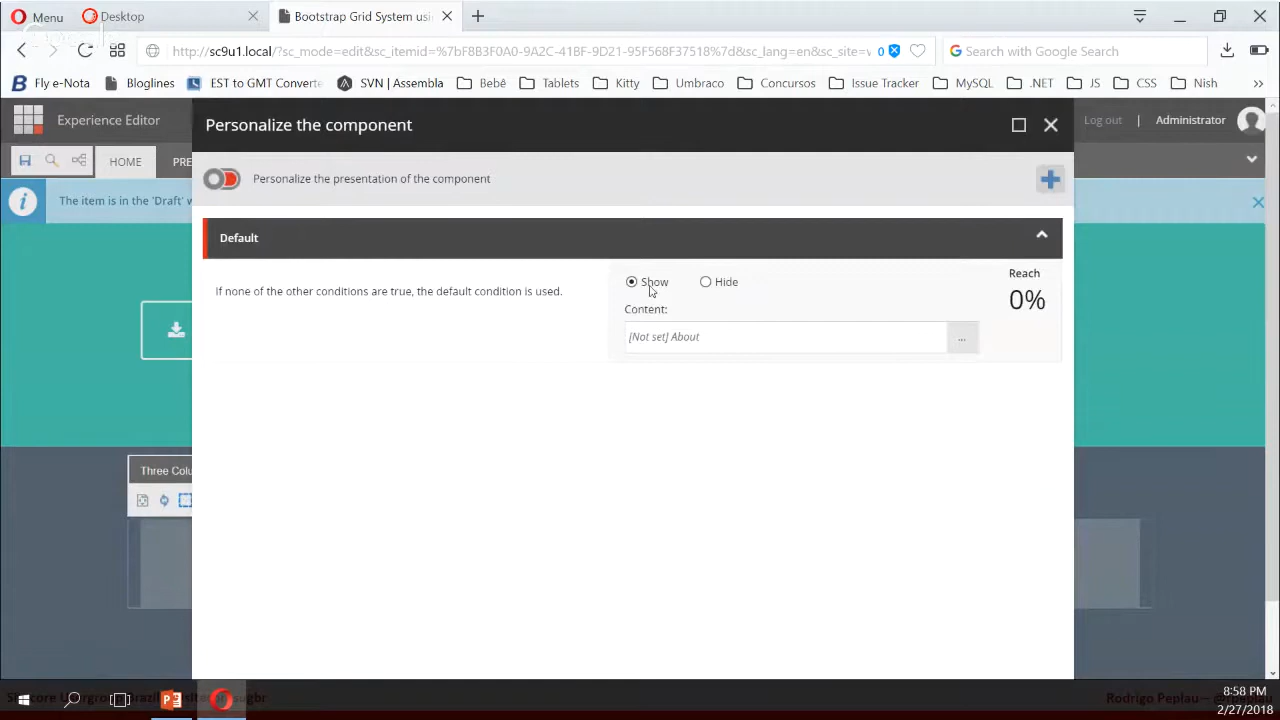 Menu
Desktop
Bootstrap Grid System usin
http://sc9u1.local/?sc_mode=edit&sc_itemid=%7bF8B3F0A0-9A2C-41BF-9D21-95F568F37518%7d&sc_lang=en&sc_site=v
0
Search with Google Search
Fly e-Nota
Bloglines
EST to GMT Converte
SVN | Assembla
Bebê
Tablets
Kitty
Umbraco
Concursos
Issue Tracker
MySQL
.NET
JS
CSS
Nish
Experience Editor
Personalize the component
Log out | Administrator
HOME
PRE
Personalize the presentation of the component
The item is in the 'Draft' w
Default
If none of the other conditions are true, the default condition is used.
Show
Hide
Reach
0%
Content:
[Not set] About
...
Three Colu
Rodrigo Peplau
8:58 PM
2/27/2018